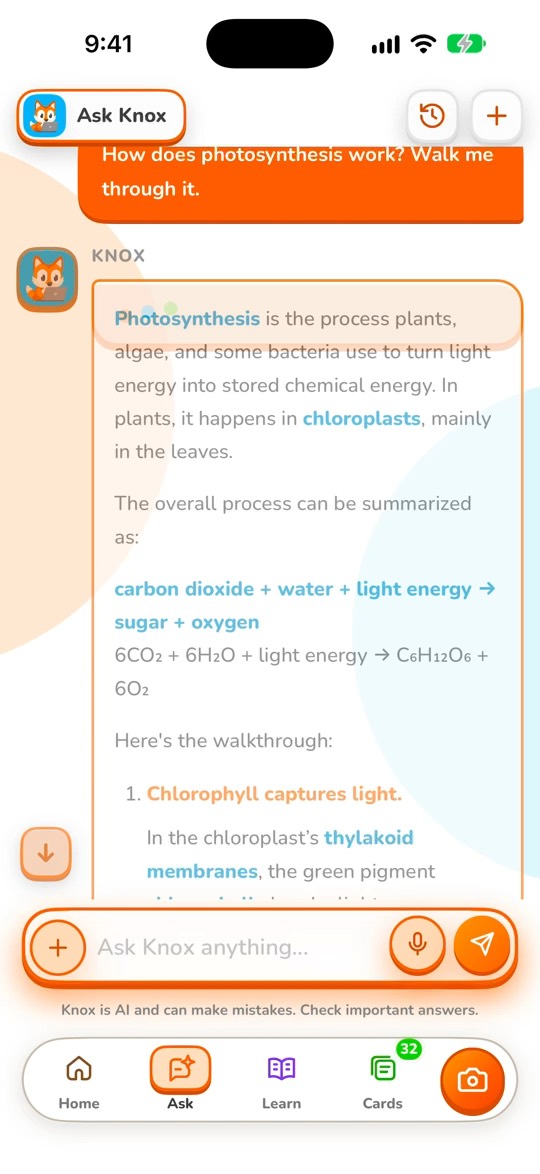 9:41
Ask Knox
How does photosynthesis work? Walk me
through it.
KNOX
Photosynthesis is the process plants,
algae, and some bacteria use to turn light
energy into stored chemical energy. In
plants, it happens in chloroplasts, mainly
in the leaves.
The overall process can be summarized
as:
carbon dioxide + water + light energy →
sugar + oxygen
6CO₂ + 6H₂O + light energy → C₆H₁₂O₆ +
6O₂
Here's the walkthrough:
1. Chlorophyll captures light.
In the chloroplast’s thylakoid
membranes, the green pigment
Ask Knox anything...
Knox is AI and can make mistakes. Check important answers.
32
Home
Ask
Learn
Cards